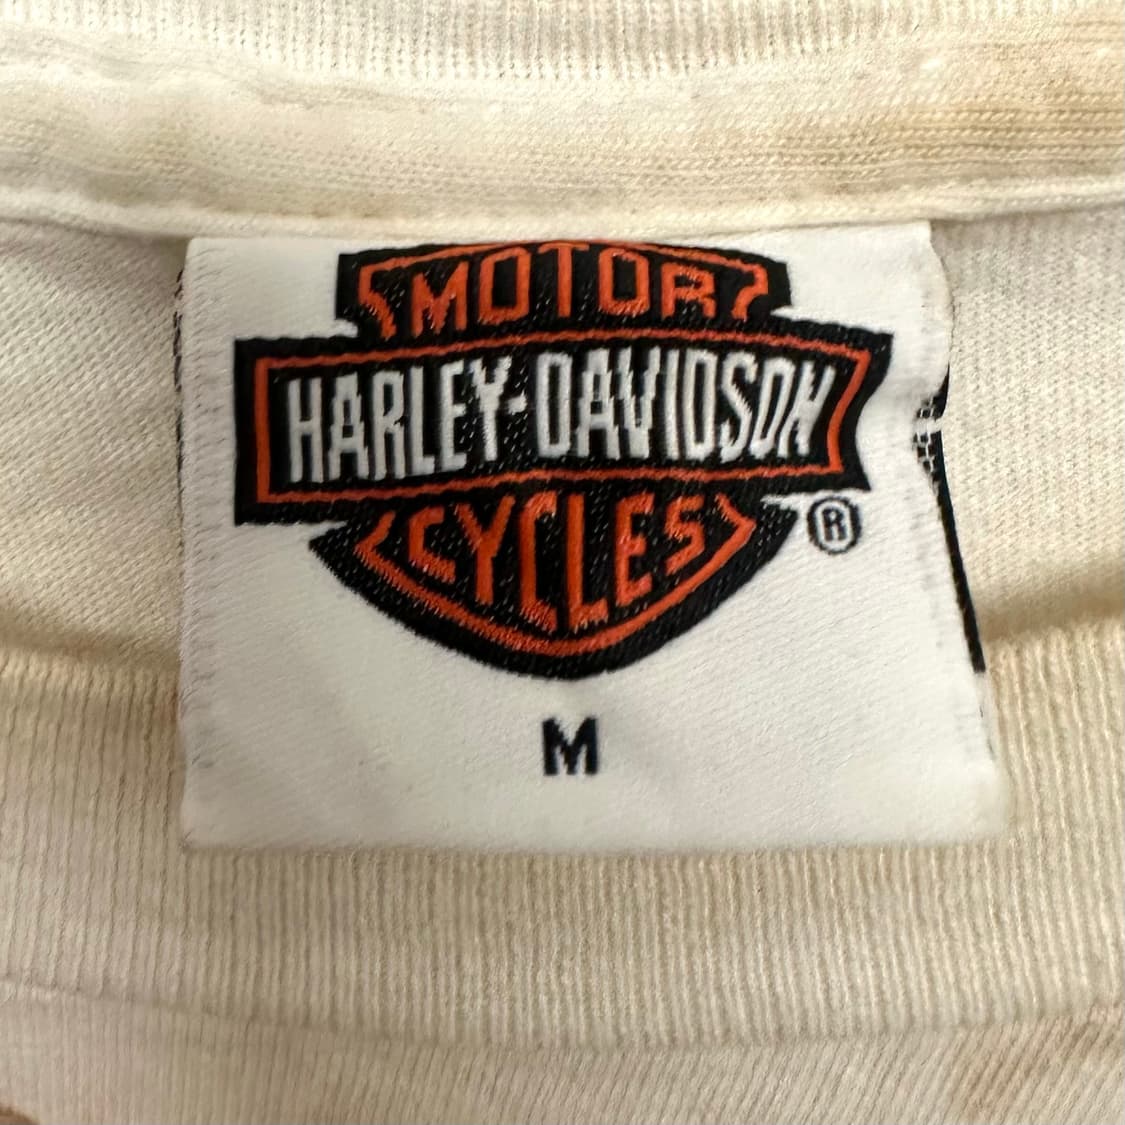 MOTOR
HARLEY-DAVIDSON
CYCLES
®
M